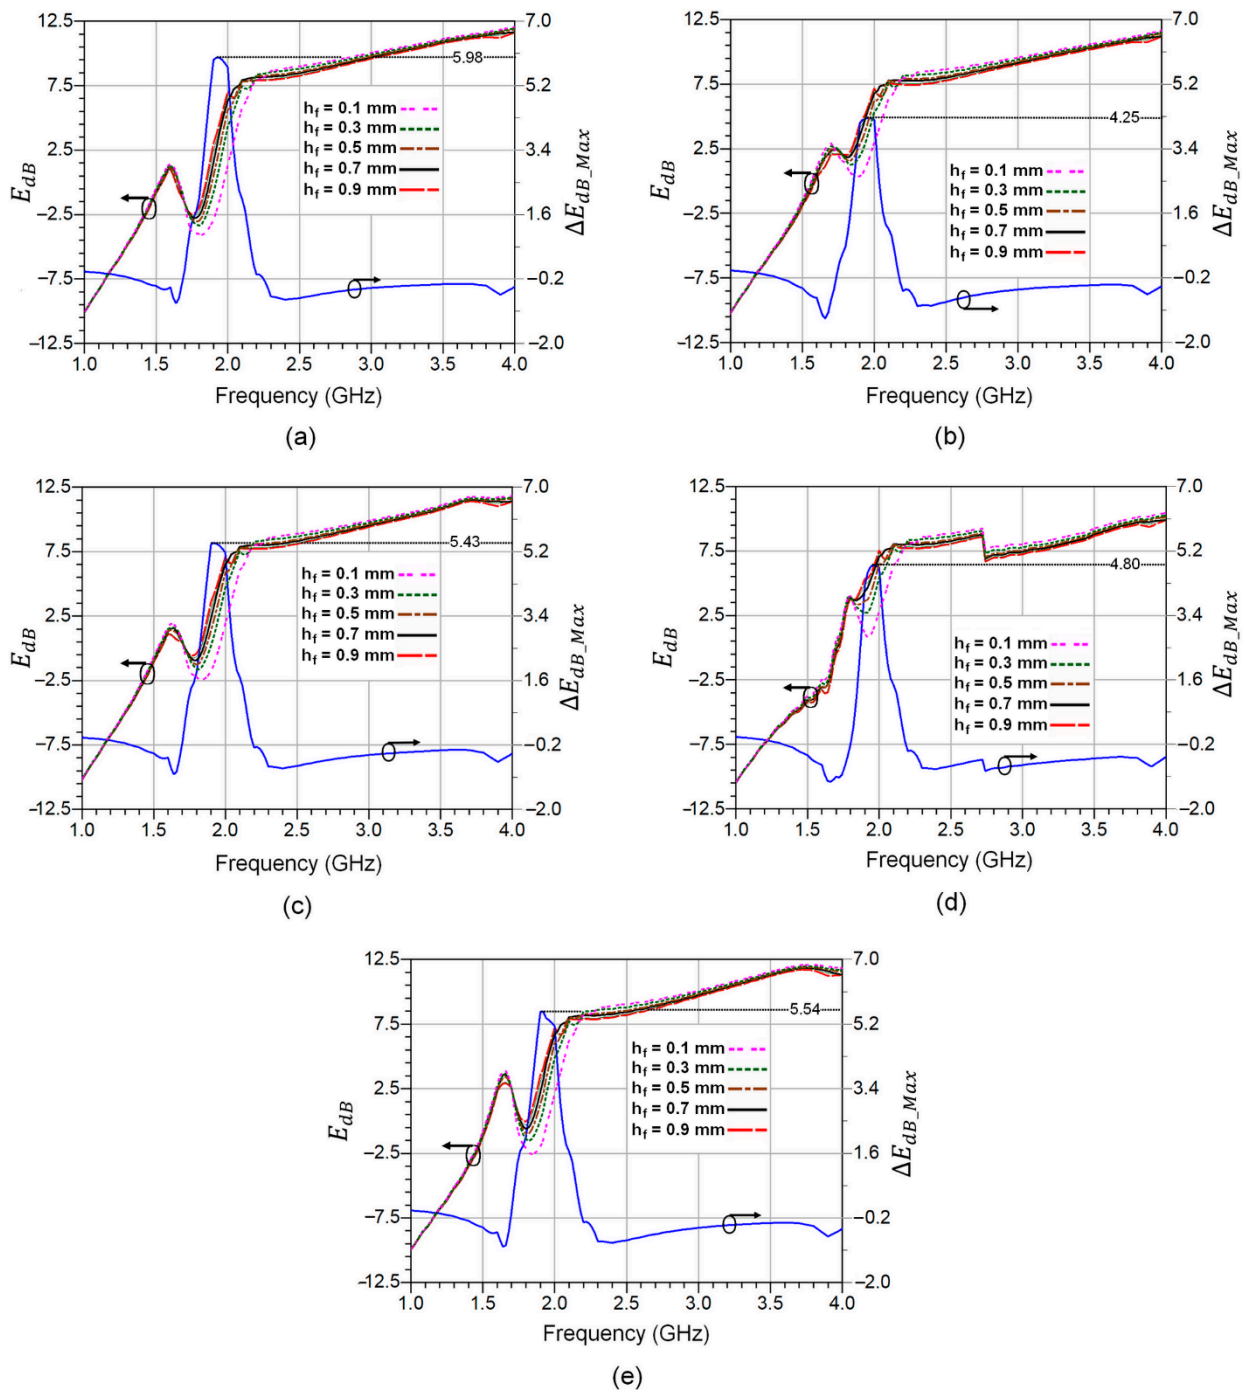 12.5
7.5
2.5
−2.5
−7.5
−12.5
E_dB
7.0
5.2
3.4
1.6
−0.2
−2.0
ΔE_dB_Max
5.98
h_f = 0.1 mm
h_f = 0.3 mm
h_f = 0.5 mm
h_f = 0.7 mm
h_f = 0.9 mm
1.0 1.5 2.0 2.5 3.0 3.5 4.0
Frequency (GHz)
(a)
12.5
7.5
2.5
−2.5
−7.5
−12.5
E_dB
7.0
5.2
3.4
1.6
−0.2
−2.0
ΔE_dB_Max
4.25
h_f = 0.1 mm
h_f = 0.3 mm
h_f = 0.5 mm
h_f = 0.7 mm
h_f = 0.9 mm
1.0 1.5 2.0 2.5 3.0 3.5 4.0
Frequency (GHz)
(b)
12.5
7.5
2.5
−2.5
−7.5
−12.5
E_dB
7.0
5.2
3.4
1.6
−0.2
−2.0
ΔE_dB_Max
5.43
h_f = 0.1 mm
h_f = 0.3 mm
h_f = 0.5 mm
h_f = 0.7 mm
h_f = 0.9 mm
1.0 1.5 2.0 2.5 3.0 3.5 4.0
Frequency (GHz)
(c)
12.5
7.5
2.5
−2.5
−7.5
−12.5
E_dB
7.0
5.2
3.4
1.6
−0.2
−2.0
ΔE_dB_Max
4.80
h_f = 0.1 mm
h_f = 0.3 mm
h_f = 0.5 mm
h_f = 0.7 mm
h_f = 0.9 mm
1.0 1.5 2.0 2.5 3.0 3.5 4.0
Frequency (GHz)
(d)
12.5
7.5
2.5
−2.5
−7.5
−12.5
E_dB
7.0
5.2
3.4
1.6
−0.2
−2.0
ΔE_dB_Max
5.54
h_f = 0.1 mm
h_f = 0.3 mm
h_f = 0.5 mm
h_f = 0.7 mm
h_f = 0.9 mm
1.0 1.5 2.0 2.5 3.0 3.5 4.0
Frequency (GHz)
(e)